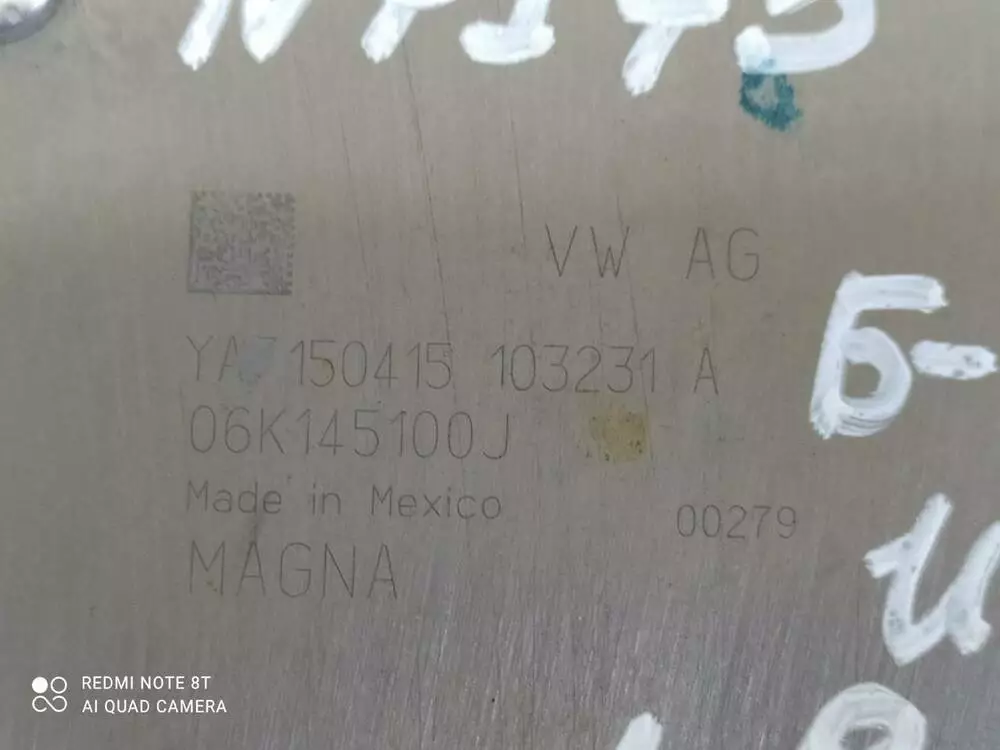 VW AG
150415 103231 A
06K145100J
Made in Mexico
00279
MAGNA
Б-
REDMI NOTE 8T
AI QUAD CAMERA